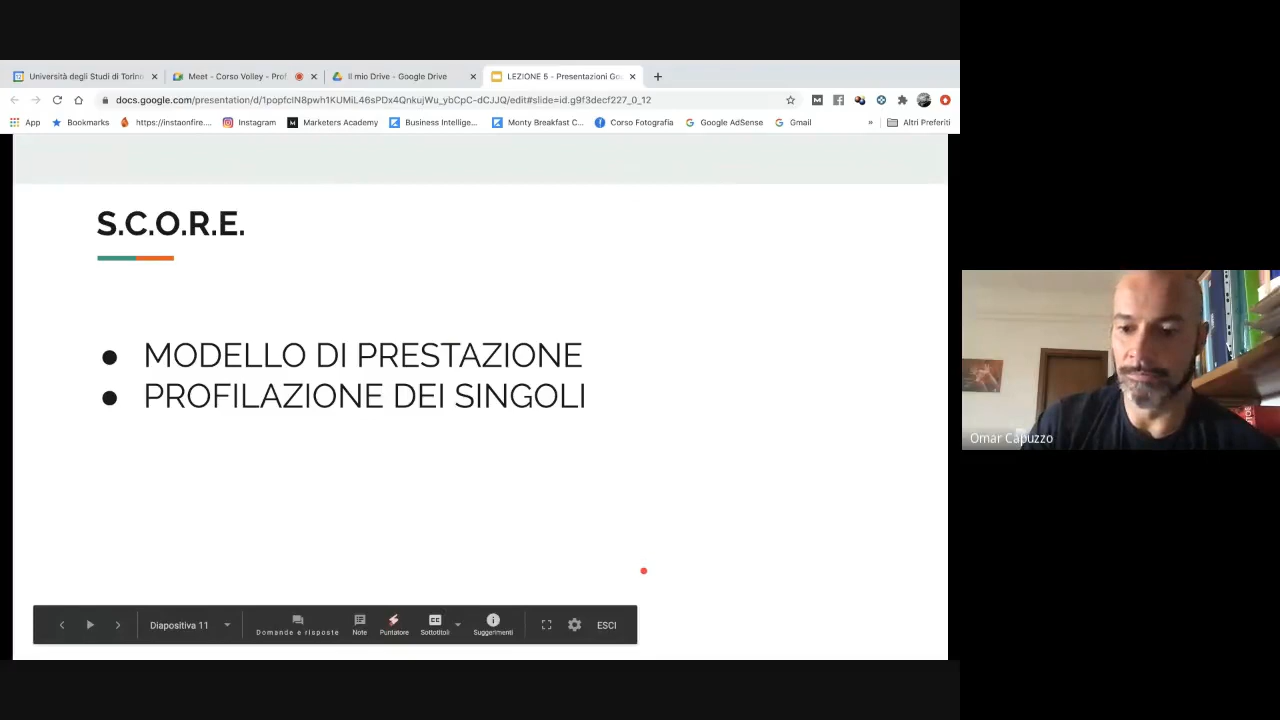 Università degli Studi di Torino
Meet - Corso Volley - Prof
Il mio Drive - Google Drive
LEZIONE 5 - Presentazioni Go
docs.google.com/presentation/d/1popfcIN8pwh1KUMiL46sPDx4QnkujWu_ybCpC-dCJJQ/edit#slide=id.g9f3decf227_0_12
App
Bookmarks
https://instaonfire....
Instagram
Marketers Academy
Business Intellige...
Monty Breakfast C...
Corso Fotografia
Google AdSense
Gmail
»
Altri Preferiti
S.C.O.R.E.
● MODELLO DI PRESTAZIONE
● PROFILAZIONE DEI SINGOLI
Omar Capuzzo
Diapositiva 11
Domande e risposte
Note
Puntatore
Sottotitoli
Suggerimenti
ESCI